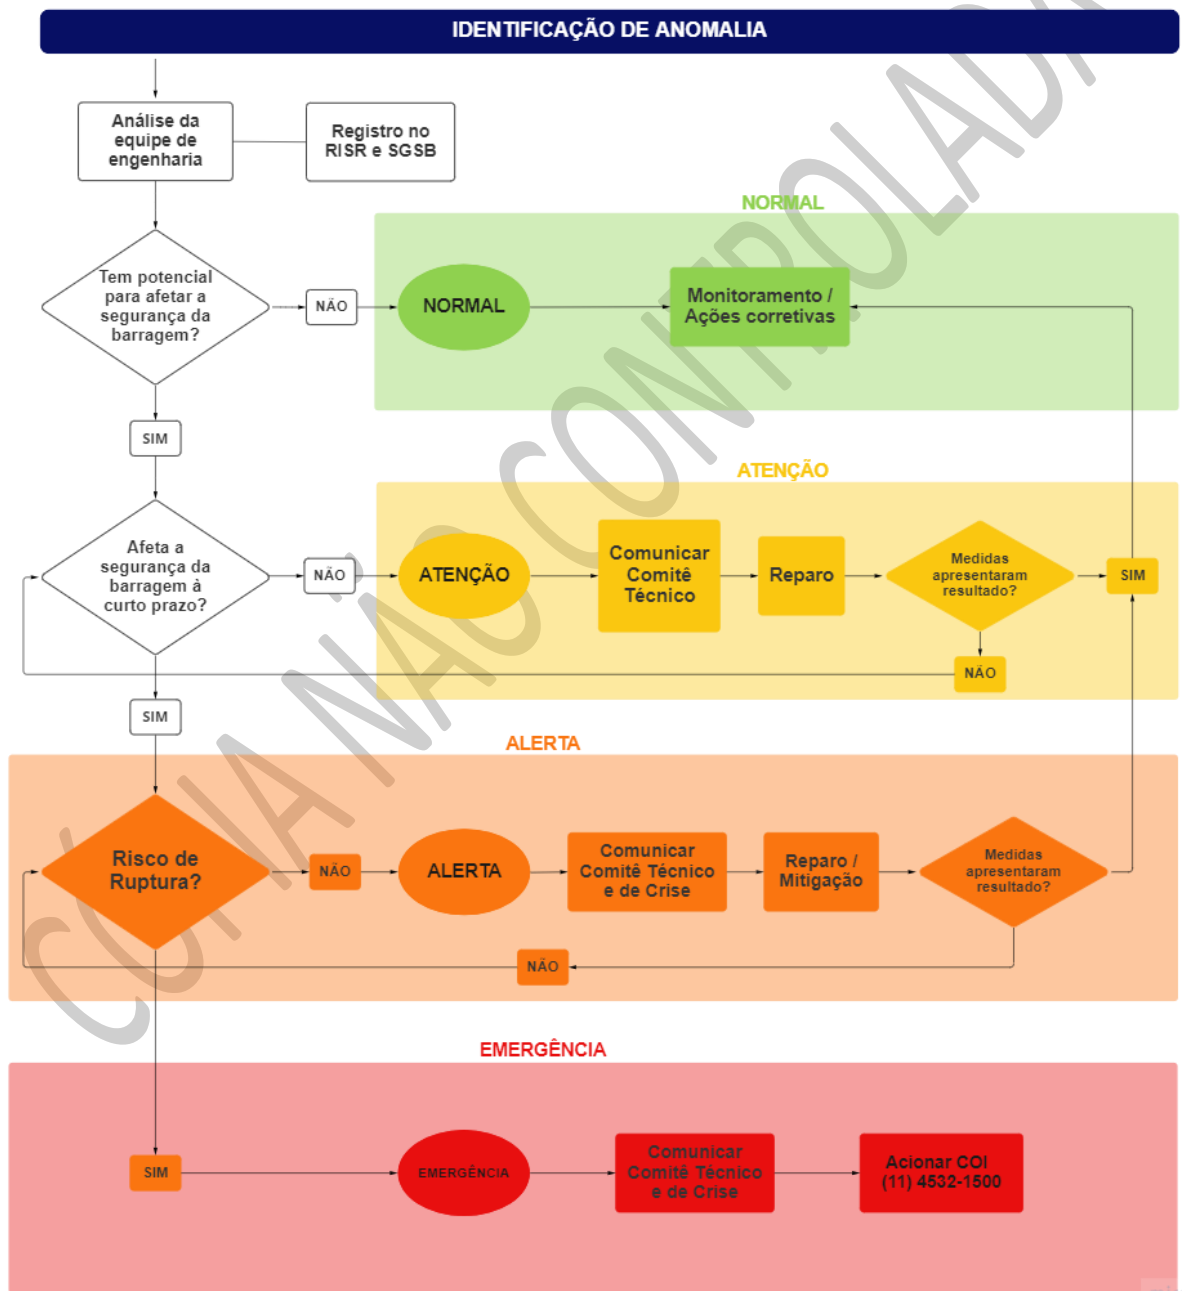 IDENTIFICAÇÃO DE ANOMALIA
Análise da
equipe de
engenharia
Registro no
RISR e SGSB
NORMAL
Tem potencial
para afetar a
segurança da
barragem?
NÃO
NORMAL
Monitoramento /
Ações corretivas
SIM
ATENÇÃO
Afeta a
segurança da
barragem à
curto prazo?
NÃO
ATENÇÃO
Comunicar
Comitê
Técnico
Reparo
Medidas
apresentaram
resultado?
SIM
NÃO
SIM
ALERTA
Risco de
Ruptura?
NÃO
ALERTA
Comunicar
Comitê Técnico
e de Crise
Reparo /
Mitigação
Medidas
apresentaram
resultado?
NÃO
EMERGÊNCIA
SIM
EMERGÊNCIA
Comunicar
Comitê Técnico
e de Crise
Acionar COI
(11) 4532-1500
CÓPIA NÃO CONTROLADA